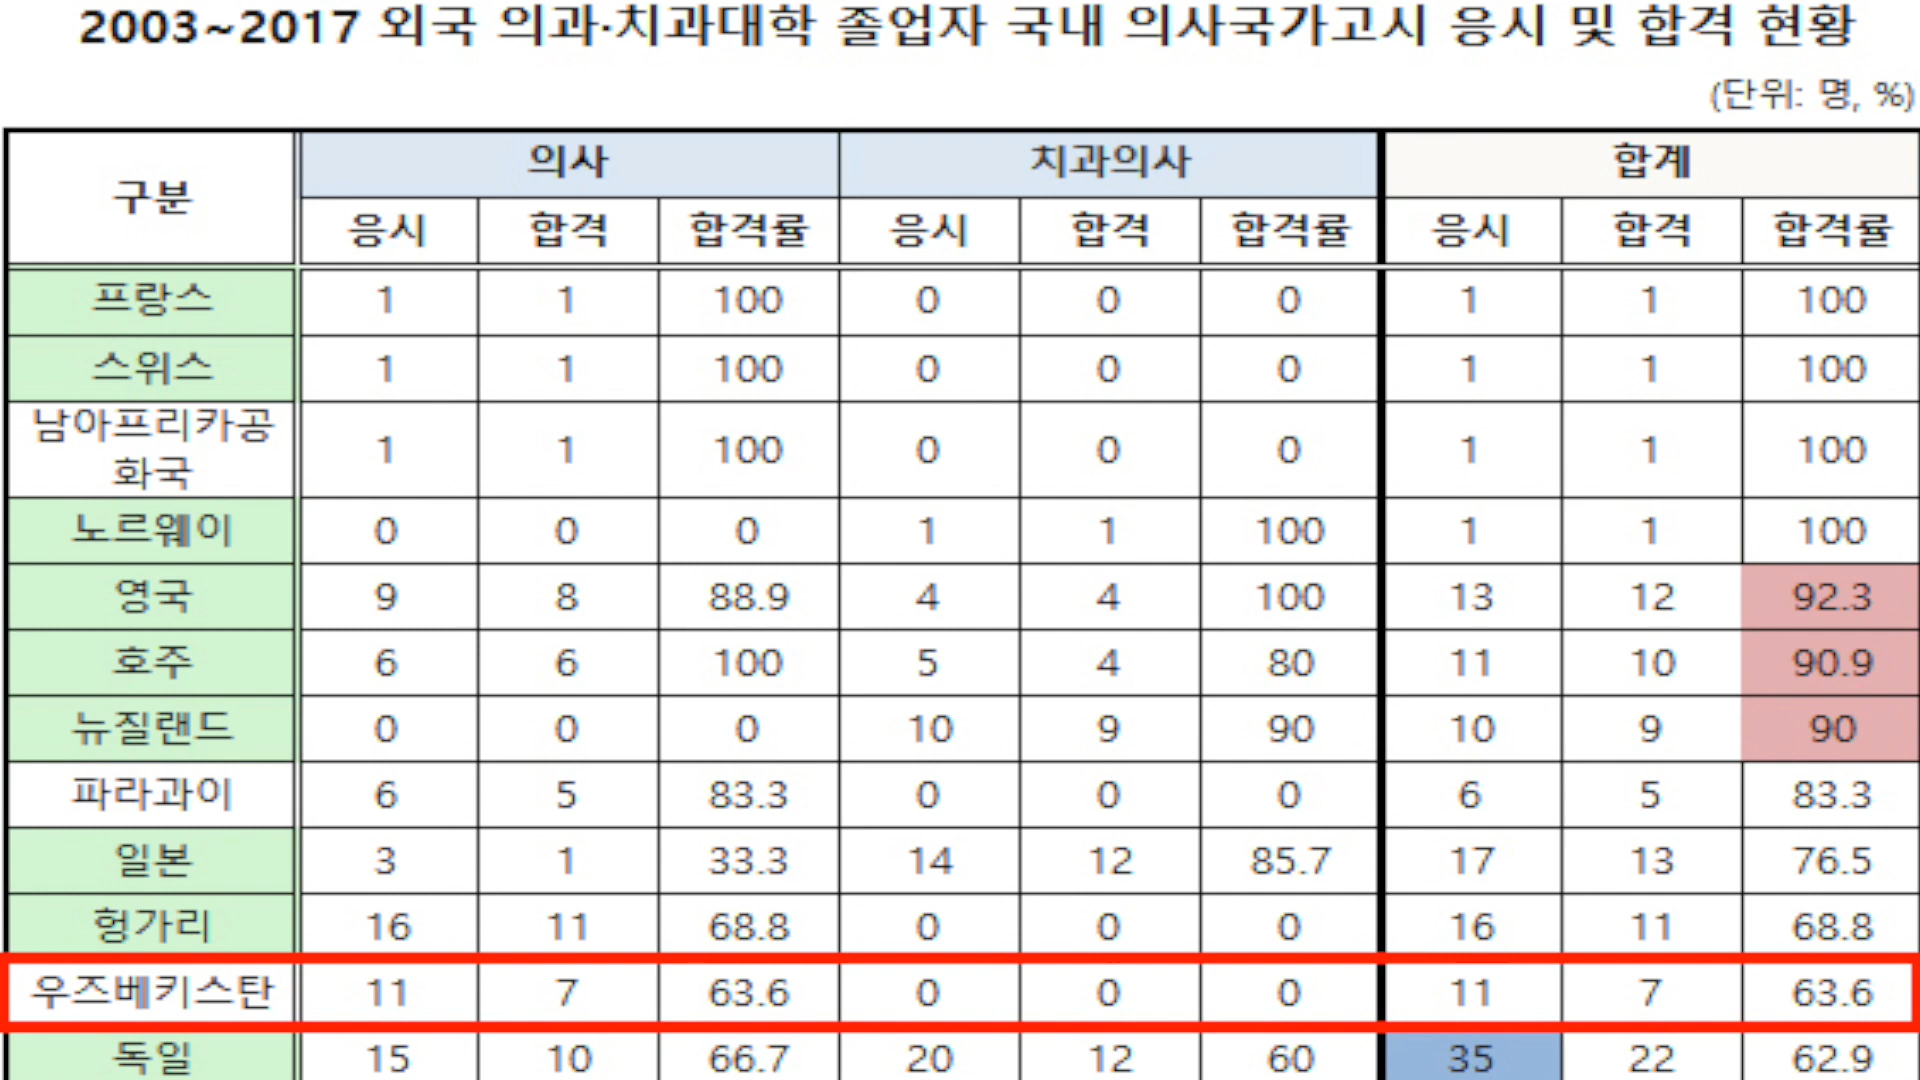 2003~2017 외국 의과·치과대학 졸업자 국내 의사국가고시 응시 및 합격 현황
(단위: 명, %)
구분 의사 치과의사 합계
응시 합격 합격률 응시 합격 합격률 응시 합격 합격률
프랑스 1 1 100 0 0 0 1 1 100
스위스 1 1 100 0 0 0 1 1 100
남아프리카공
화국 1 1 100 0 0 0 1 1 100
노르웨이 0 0 0 1 1 100 1 1 100
영국 9 8 88.9 4 4 100 13 12 92.3
호주 6 6 100 5 4 80 11 10 90.9
뉴질랜드 0 0 0 10 9 90 10 9 90
파라과이 6 5 83.3 0 0 0 6 5 83.3
일본 3 1 33.3 14 12 85.7 17 13 76.5
헝가리 16 11 68.8 0 0 0 16 11 68.8
우즈베키스탄 11 7 63.6 0 0 0 11 7 63.6
독일 15 10 66.7 20 12 60 35 22 62.9